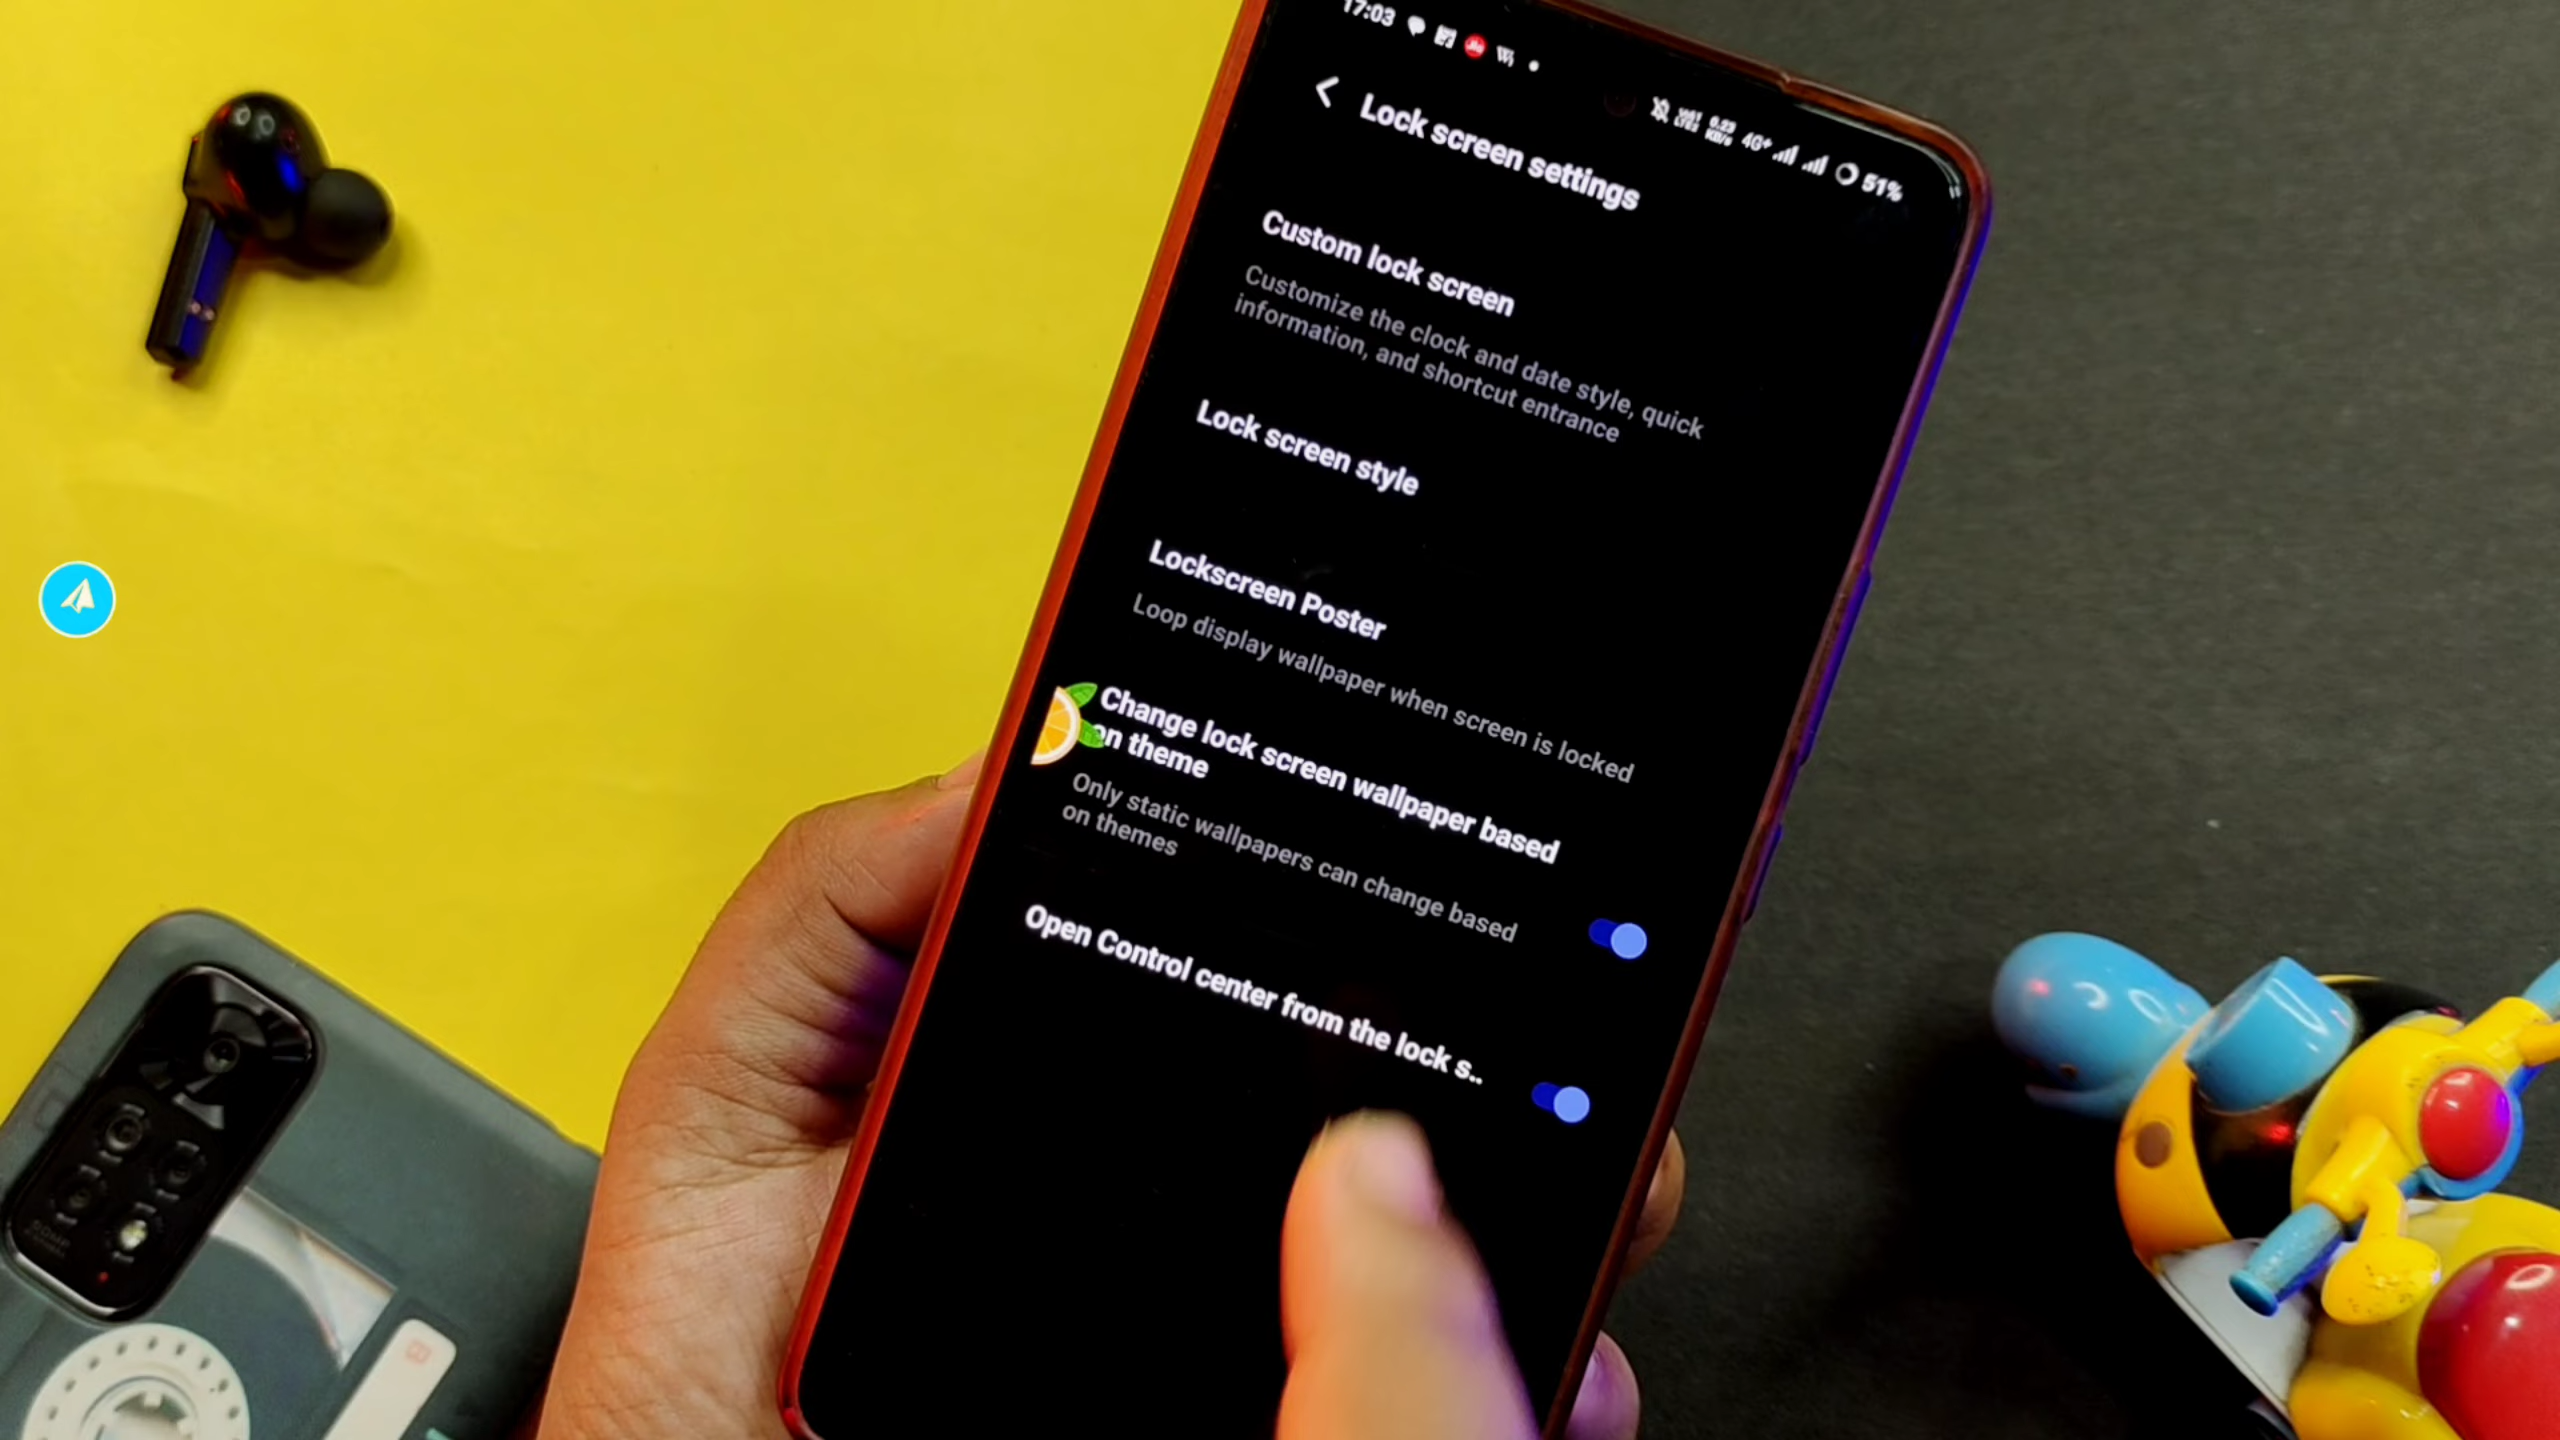 17:03
4G+ 51%
Lock screen settings
Custom lock screen
Customize the clock and date style, quick
information, and shortcut entrance
Lock screen style
Lockscreen Poster
Loop display wallpaper when screen is locked
Change lock screen wallpaper based
on theme
Only static wallpapers can change based
on themes
Open Control center from the lock s..